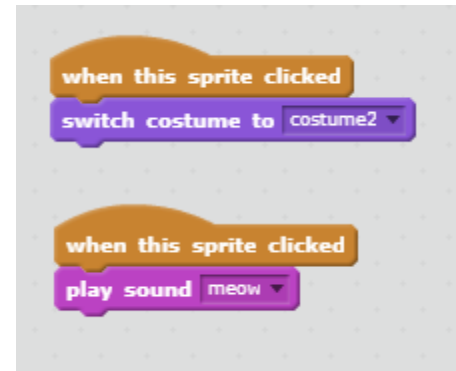 when this sprite clicked
switch costume to costume2
when this sprite clicked
play sound meow